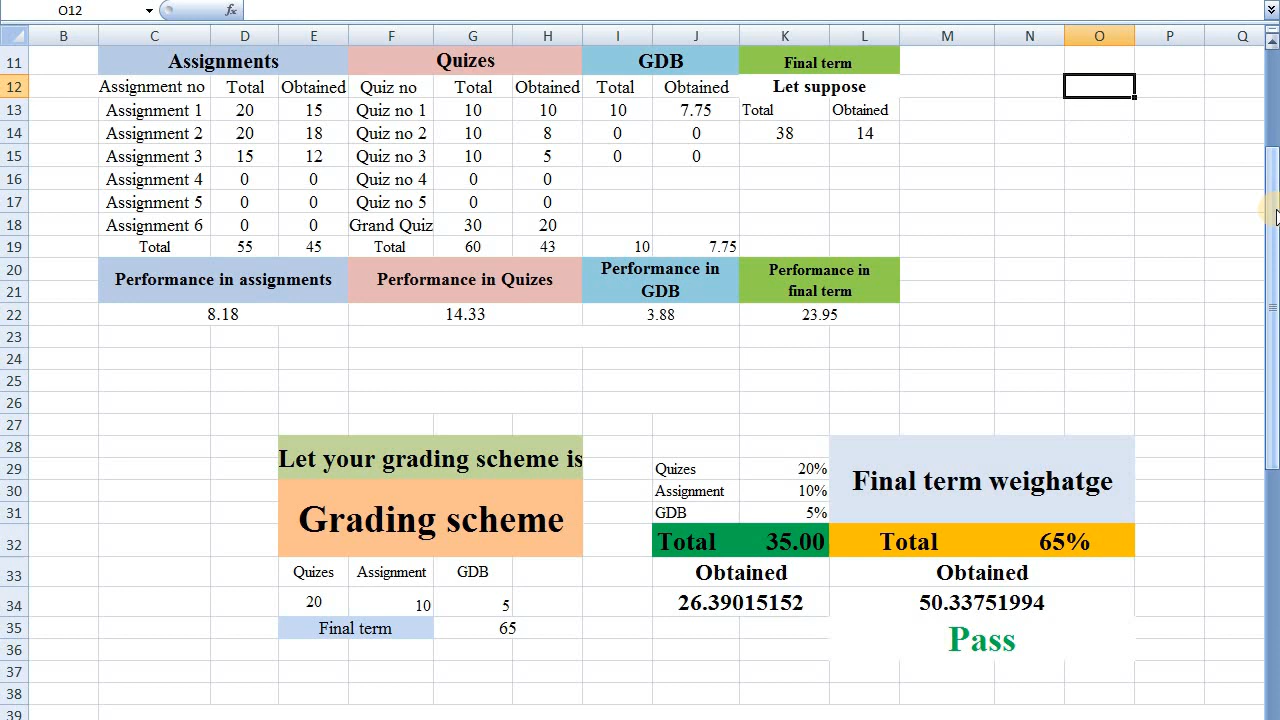 O12 fx
B C D E F G H I J K L M N O P Q
11 Assignments Quizes GDB Final term
12 Assignment no Total Obtained Quiz no Total Obtained Total Obtained Let suppose
13 Assignment 1 20 15 Quiz no 1 10 10 10 7.75 Total Obtained
14 Assignment 2 20 18 Quiz no 2 10 8 0 0 38 14
15 Assignment 3 15 12 Quiz no 3 10 5 0 0
16 Assignment 4 0 0 Quiz no 4 0 0
17 Assignment 5 0 0 Quiz no 5 0 0
18 Assignment 6 0 0 Grand Quiz 30 20
19 Total 55 45 Total 60 43 10 7.75
20 Performance in assignments Performance in Quizes Performance in Performance in
21 GDB final term
22 8.18 14.33 3.88 23.95
23
24
25
26
27
28 Let your grading scheme is
29 Quizes 20% Final term weighatge
30 Grading scheme Assignment 10%
31 GDB 5%
32 Total 35.00 Total 65%
33 Quizes Assignment GDB Obtained Obtained
34 20 10 5 26.39015152 50.33751994
35 Final term 65 Pass
36
37
38
39